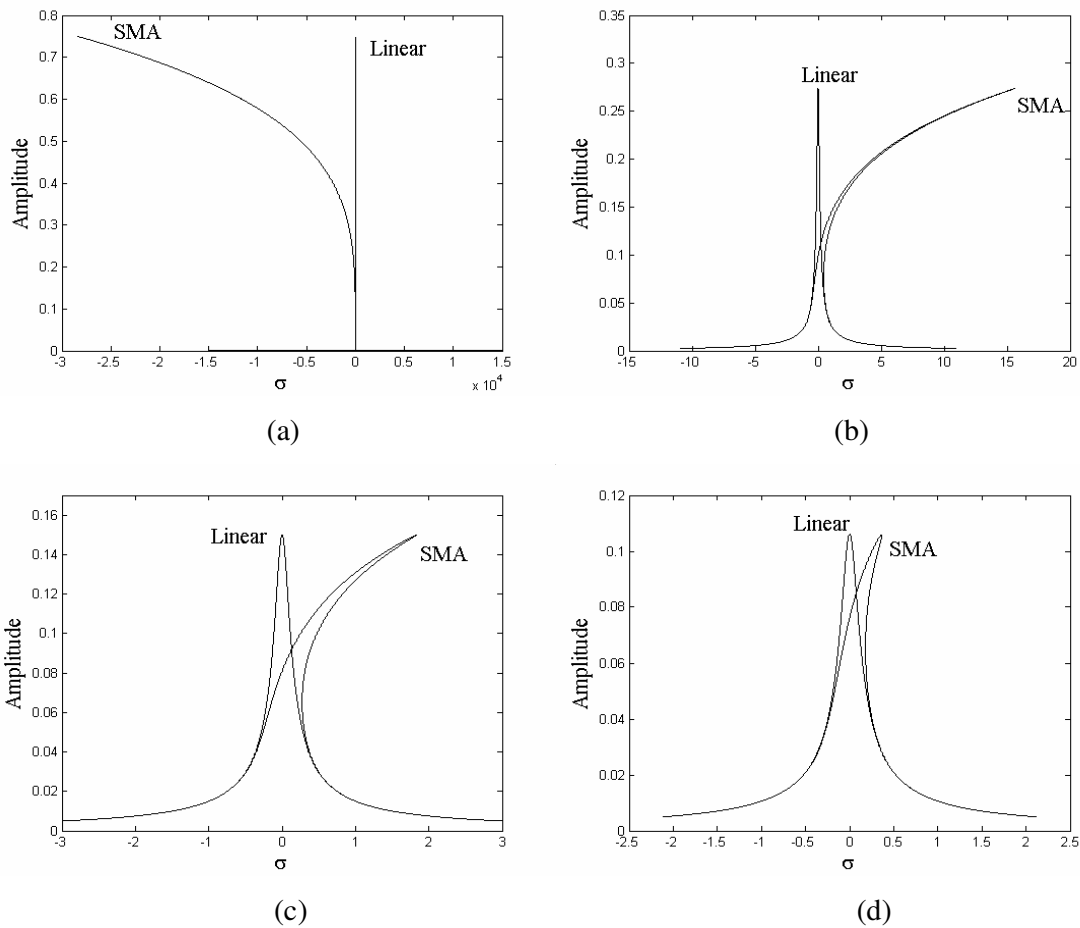 0.8
0.7
0.6
0.5
0.4
0.3
0.2
0.1
0
Amplitude
SMA
Linear
-3 -2.5 -2 -1.5 -1 -0.5 0 0.5 1 1.5
x 10^4
σ
(a)
0.35
0.3
0.25
0.2
0.15
0.1
0.05
0
Amplitude
Linear
SMA
-15 -10 -5 0 5 10 15 20
σ
(b)
0.16
0.14
0.12
0.1
0.08
0.06
0.04
0.02
0
Amplitude
Linear
SMA
-3 -2 -1 0 1 2 3
σ
(c)
0.12
0.1
0.08
0.06
0.04
0.02
0
Amplitude
Linear
SMA
-2.5 -2 -1.5 -1 -0.5 0 0.5 1 1.5 2 2.5
σ
(d)